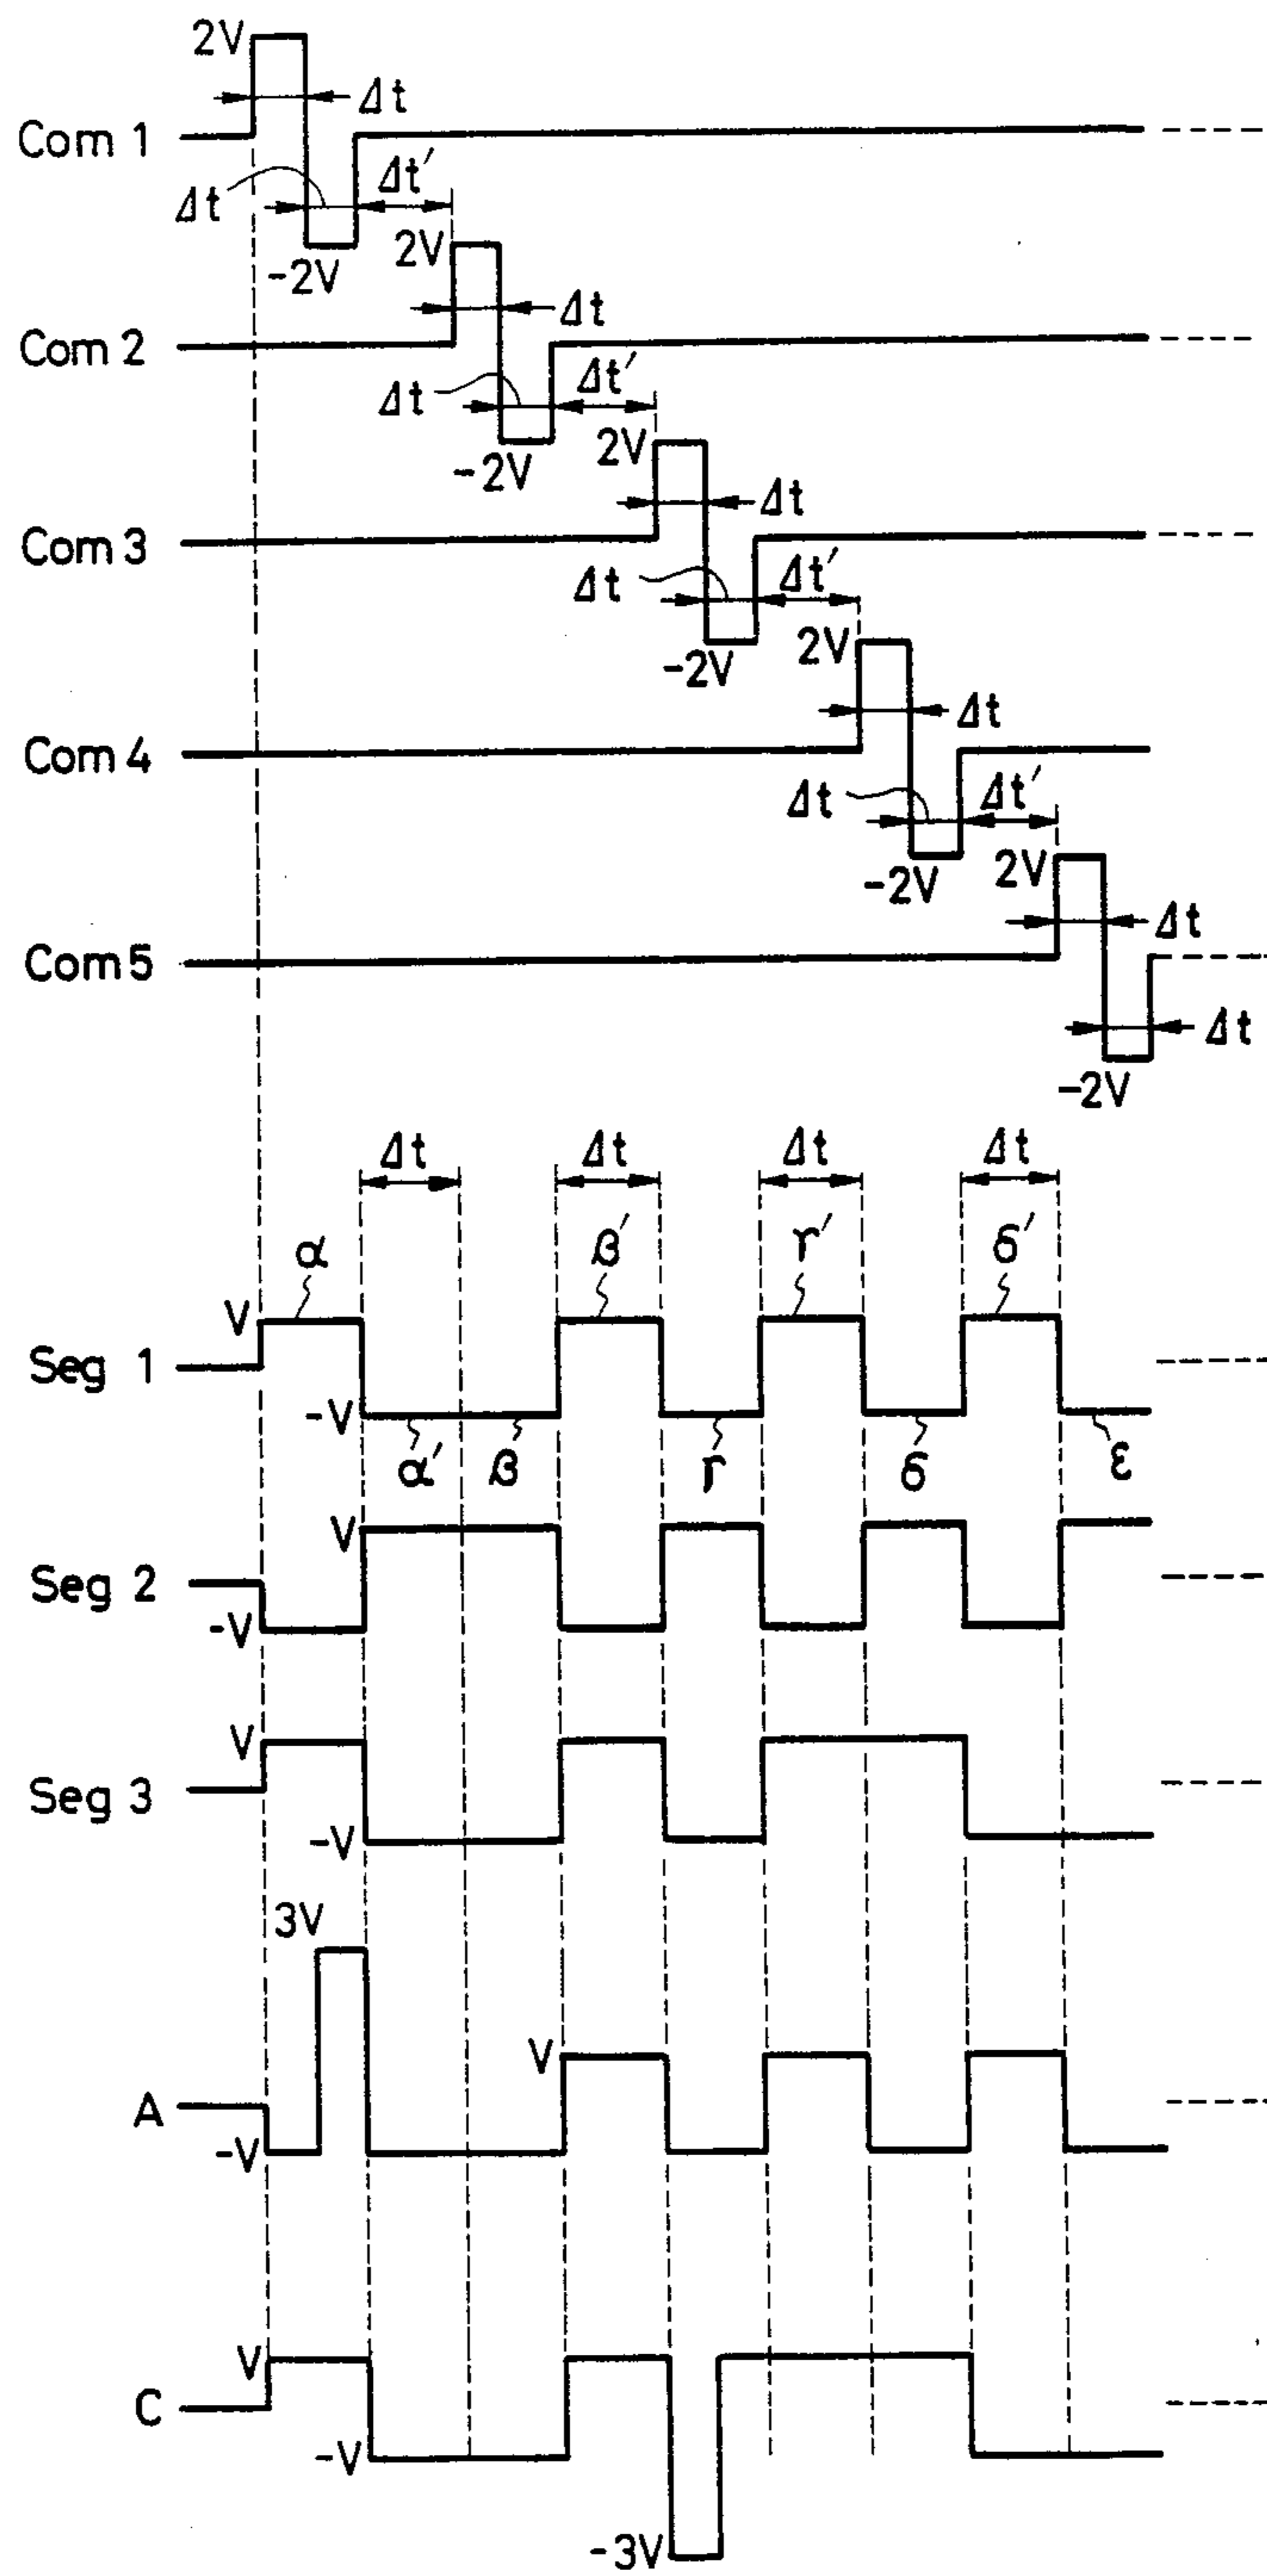 2V
Δt
Com 1
Δt'
Δt
-2V
2V
Δt
Com 2
Δt'
Δt
-2V
2V
Δt
Com 3
Δt'
Δt
-2V
2V
Δt
Com 4
Δt'
Δt
-2V
2V
Δt
Com 5
Δt
-2V
Δt Δt Δt Δt
α β' γ' δ'
V
Seg 1
-V
α' β γ δ ε
V
Seg 2
-V
V
Seg 3
-V
3V
V
A
-V
V
C
-V
-3V